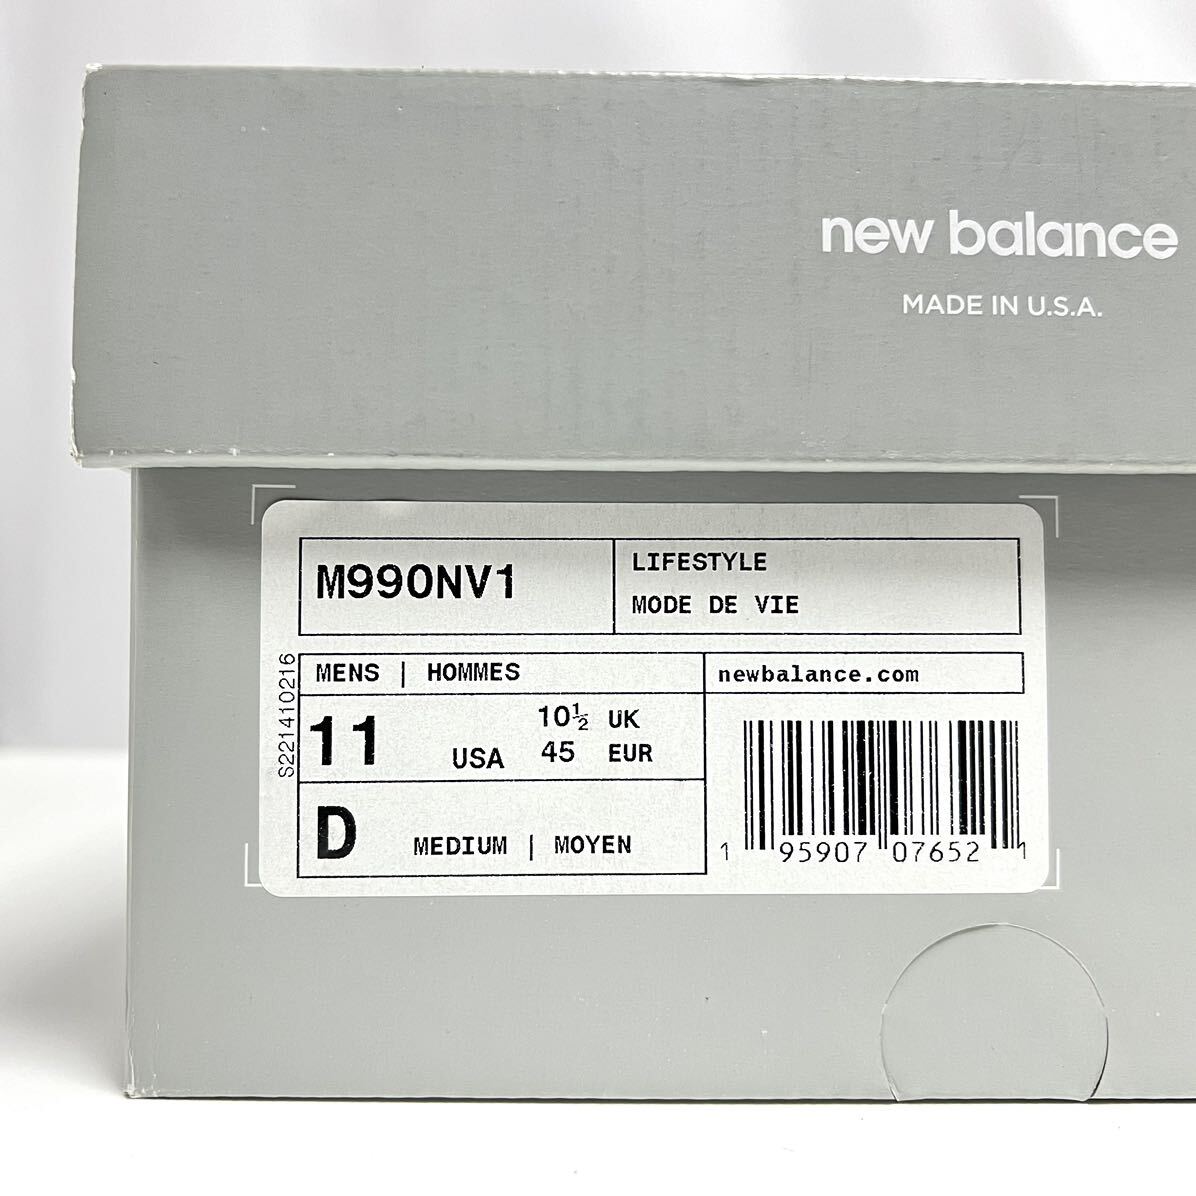 new balance
MADE IN U.S.A.
M990NV1
LIFESTYLE
MODE DE VIE
S221410216
MENS | HOMMES
newbalance.com
11 USA
10½ UK
45 EUR
D MEDIUM | MOYEN
1 95907 07652 1